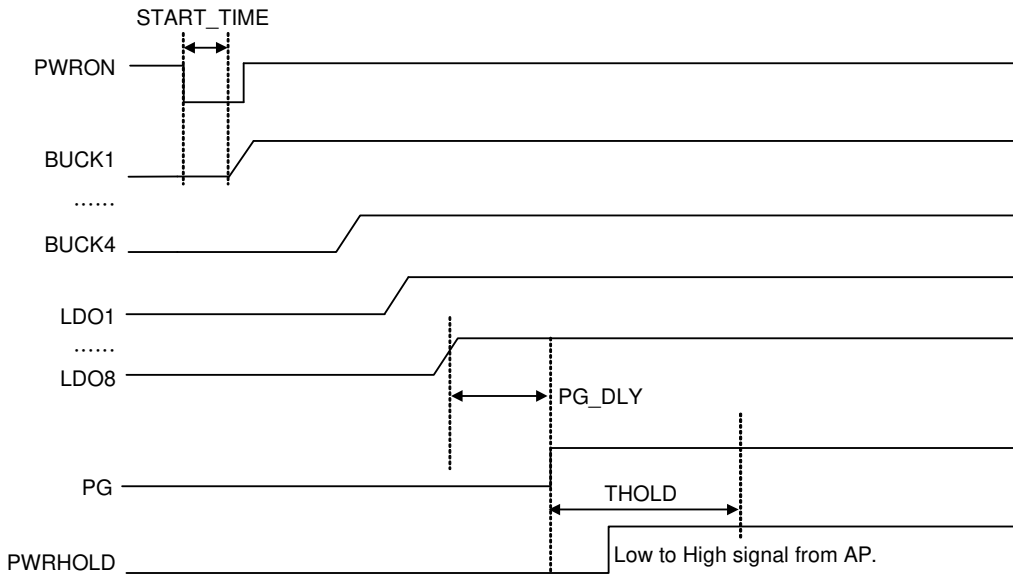 START_TIME
PWRON
BUCK1
……
BUCK4
LDO1
……
LDO8
PG_DLY
PG
THOLD
PWRHOLD
Low to High signal from AP.